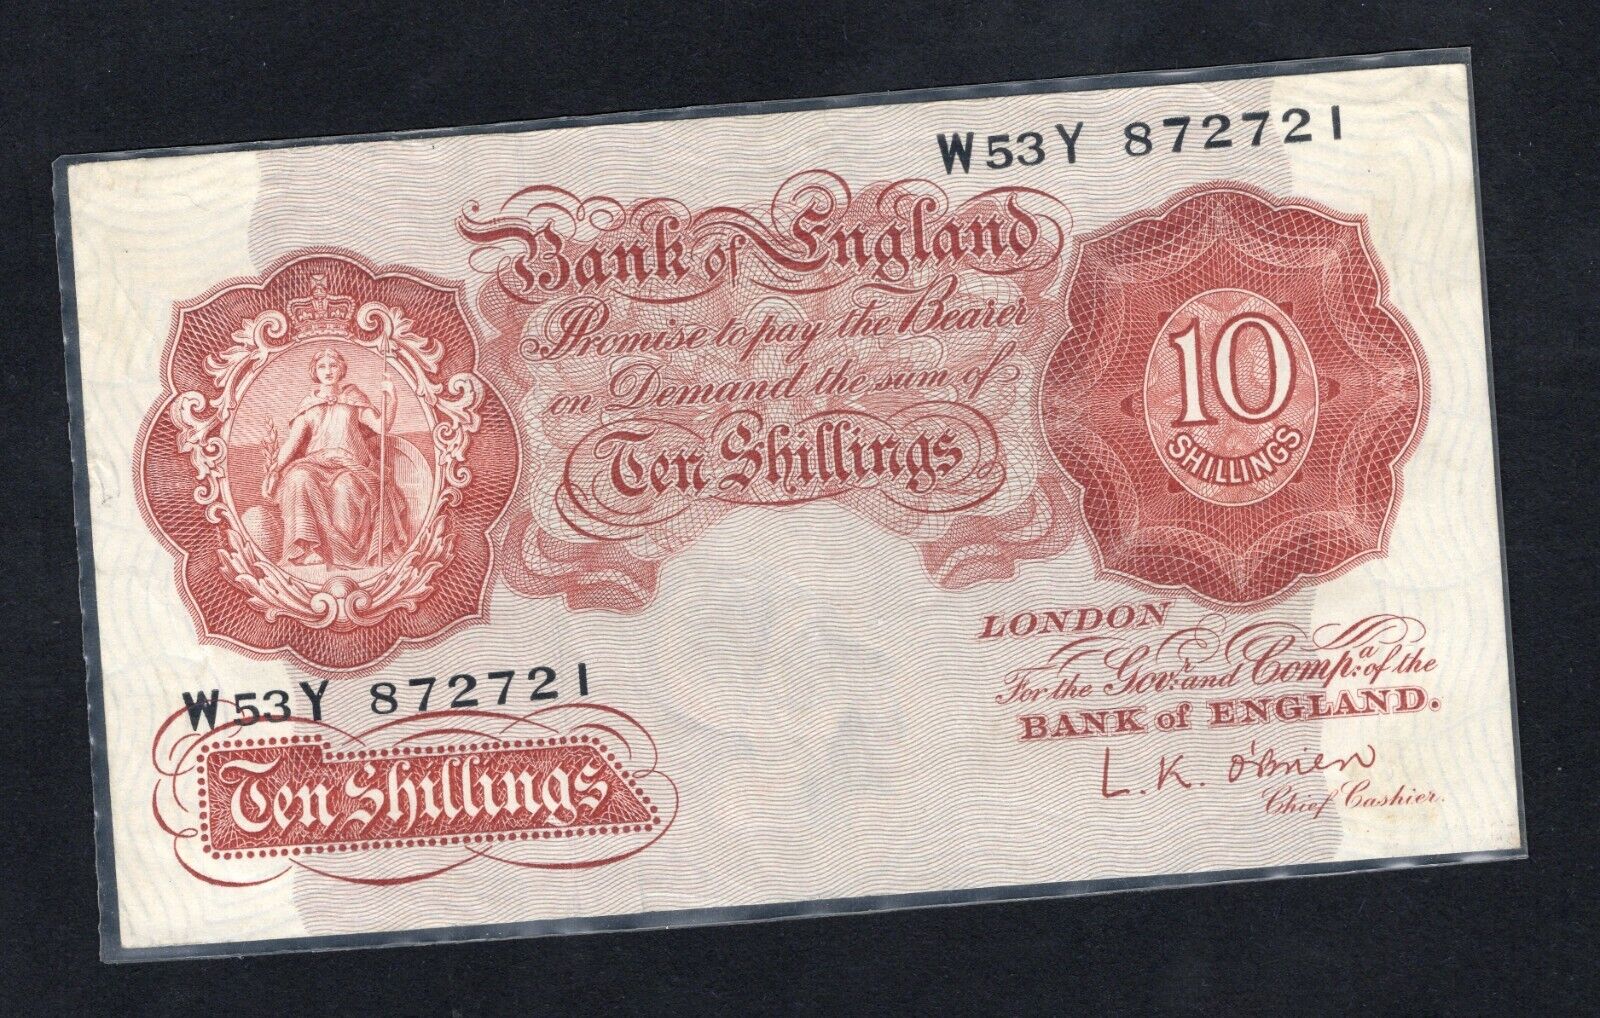 W53Y 872721
Bank of England
Promise to pay the Bearer
on Demand the sum of
Ten Shillings
10
SHILLINGS
LONDON
For the Govr. and Compa. of the
BANK of ENGLAND.
L.K. O'Brien
Chief Cashier.
W53Y 872721
Ten Shillings